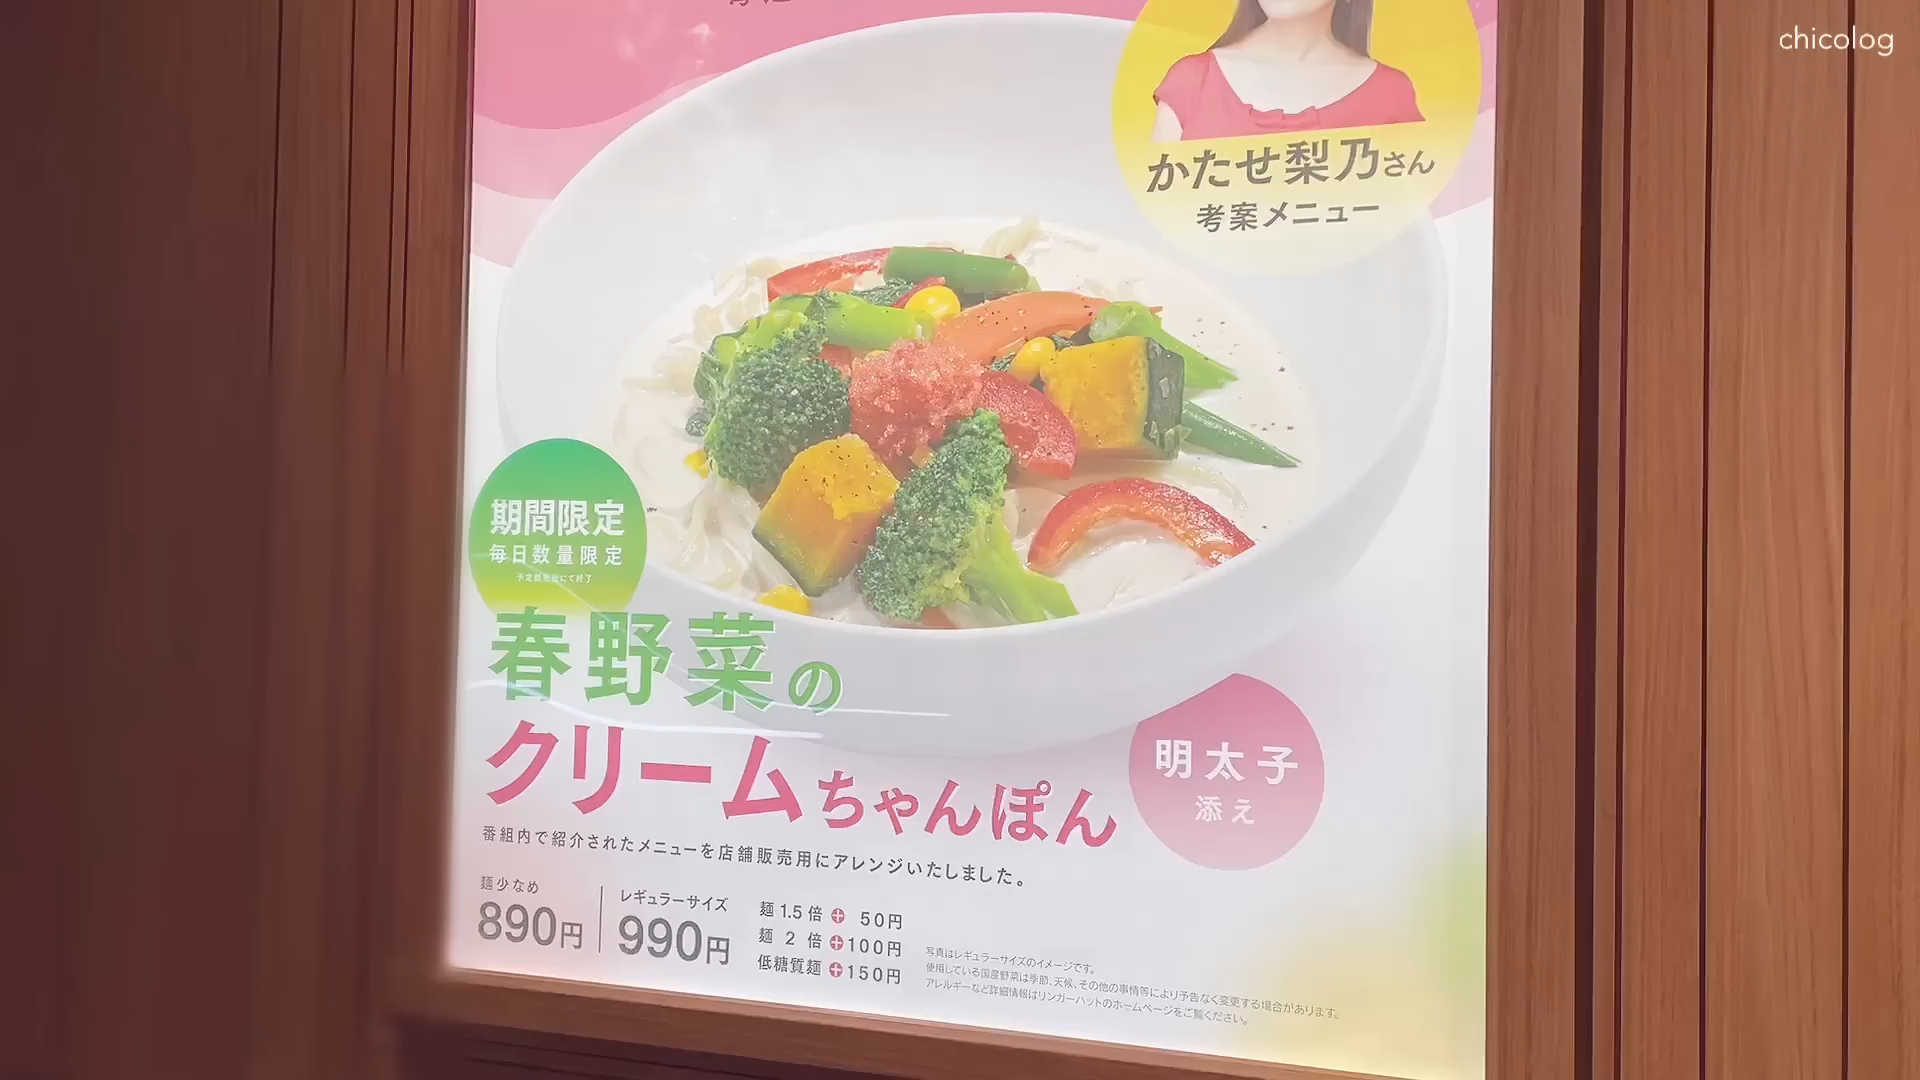 chicolog
かたせ梨乃さん
考案メニュー
期間限定
毎日数量限定
春野菜の
クリームちゃんぽん
明太子
添え
番組内で紹介されたメニューを店舗販売用にアレンジいたしました。
麺少なめ
890円
レギュラーサイズ
990円
麺1.5倍+50円
麺2倍+100円
低糖質麺+150円
写真はレギュラーサイズのイメージです。
使用している国産野菜は季節、天候、その他の事情等により予告なく変更する場合があります。
アレルギーなど詳細情報はリンガーハットのホームページをご覧ください。